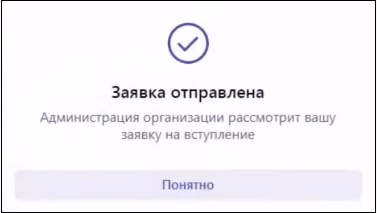 Заявка отправлена
Администрация организации рассмотрит вашу
заявку на вступление
Понятно